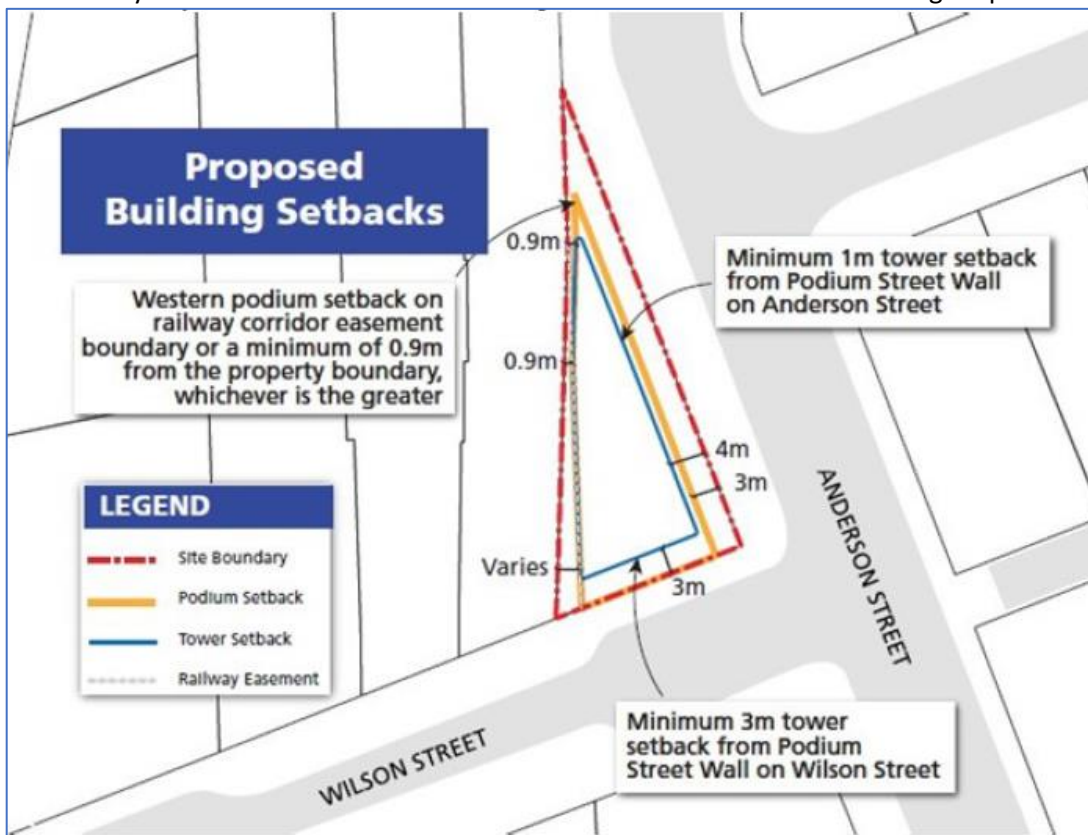 Proposed
Building Setbacks
0.9m
Western podium setback on
railway corridor easement
boundary or a minimum of 0.9m
from the property boundary,
whichever is the greater
0.9m
Minimum 1m tower setback
from Podium Street Wall
on Anderson Street
4m
3m
ANDERSON STREET
LEGEND
Site Boundary
Podium Setback
Tower Setback
Railway Easement
Varies
3m
Minimum 3m tower
setback from Podium
Street Wall on Wilson Street
WILSON STREET